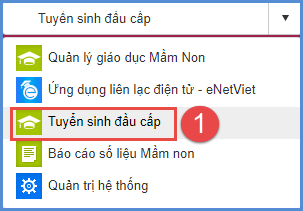 Tuyển sinh đầu cấp
Quản lý giáo dục Mầm Non
Ứng dụng liên lạc điện tử - eNetViet
Tuyển sinh đầu cấp 1
Báo cáo số liệu Mầm non
Quản trị hệ thống